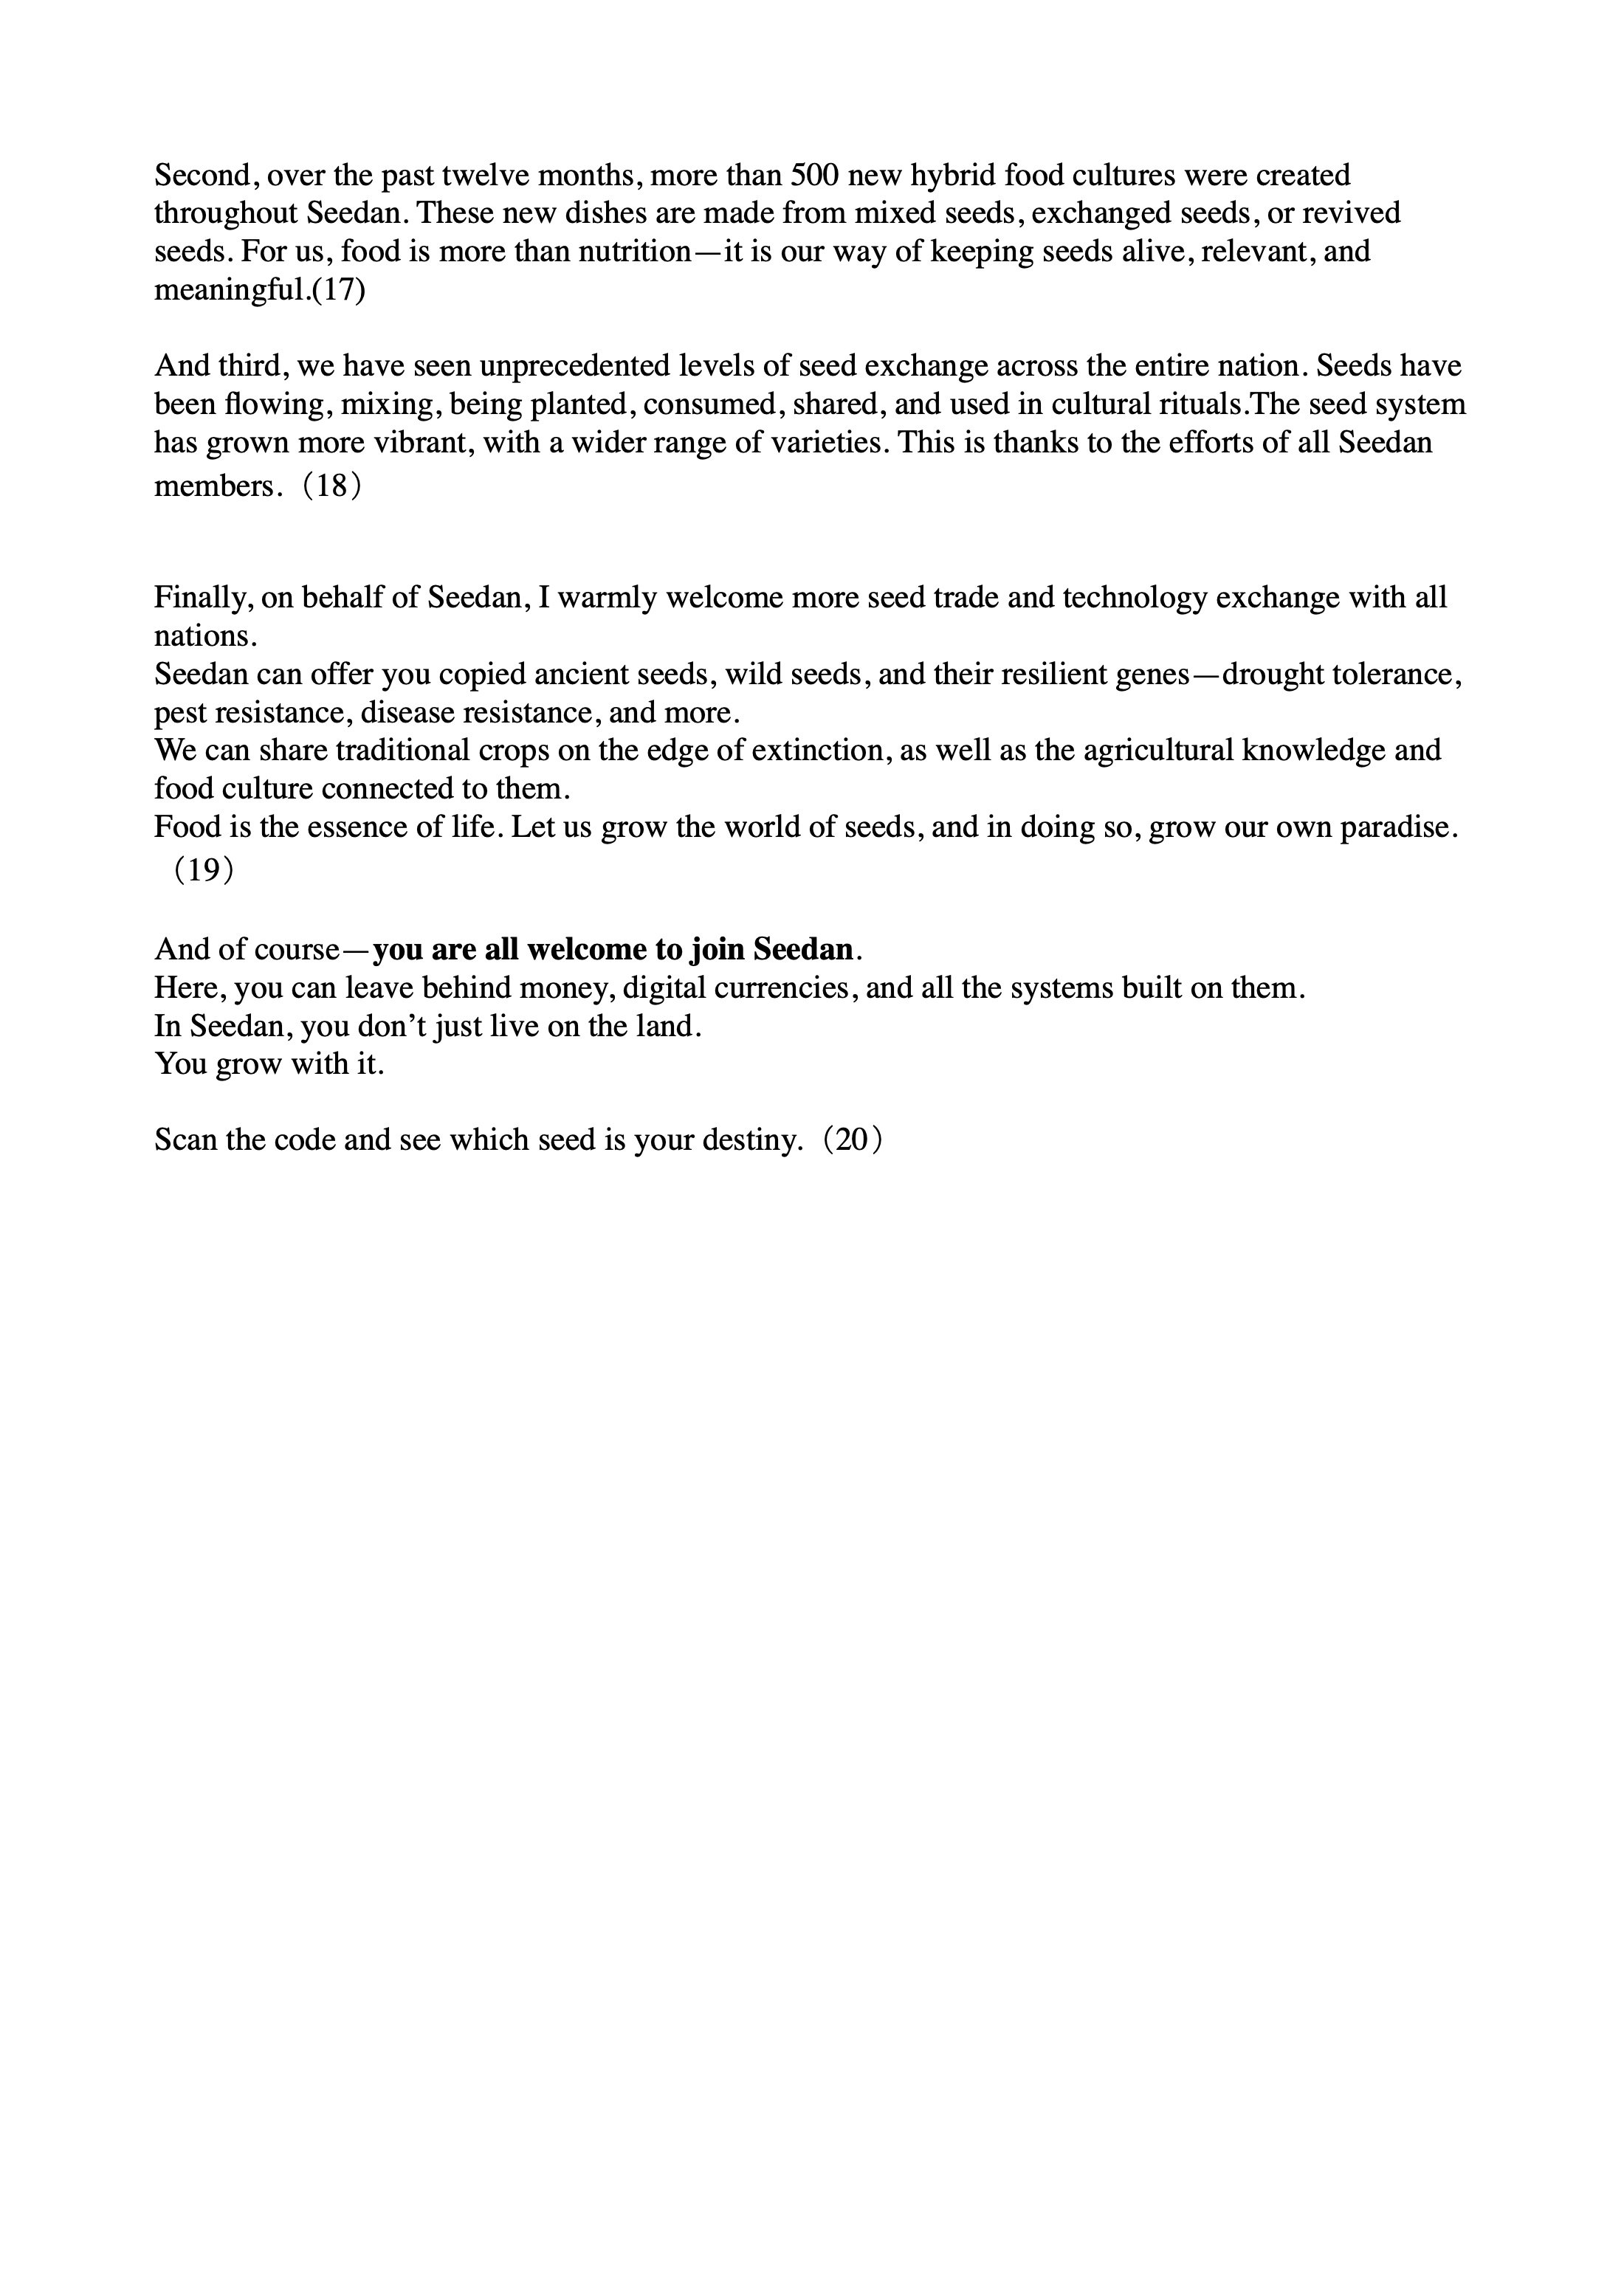 Second, over the past twelve months, more than 500 new hybrid food cultures were created
throughout Seedan. These new dishes are made from mixed seeds, exchanged seeds, or revived
seeds. For us, food is more than nutrition—it is our way of keeping seeds alive, relevant, and
meaningful.(17)
And third, we have seen unprecedented levels of seed exchange across the entire nation. Seeds have
been flowing, mixing, being planted, consumed, shared, and used in cultural rituals.The seed system
has grown more vibrant, with a wider range of varieties. This is thanks to the efforts of all Seedan
members.（18）
Finally, on behalf of Seedan, I warmly welcome more seed trade and technology exchange with all
nations.
Seedan can offer you copied ancient seeds, wild seeds, and their resilient genes—drought tolerance,
pest resistance, disease resistance, and more.
We can share traditional crops on the edge of extinction, as well as the agricultural knowledge and
food culture connected to them.
Food is the essence of life. Let us grow the world of seeds, and in doing so, grow our own paradise.
（19）
And of course—you are all welcome to join Seedan.
Here, you can leave behind money, digital currencies, and all the systems built on them.
In Seedan, you don’t just live on the land.
You grow with it.
Scan the code and see which seed is your destiny.（20）